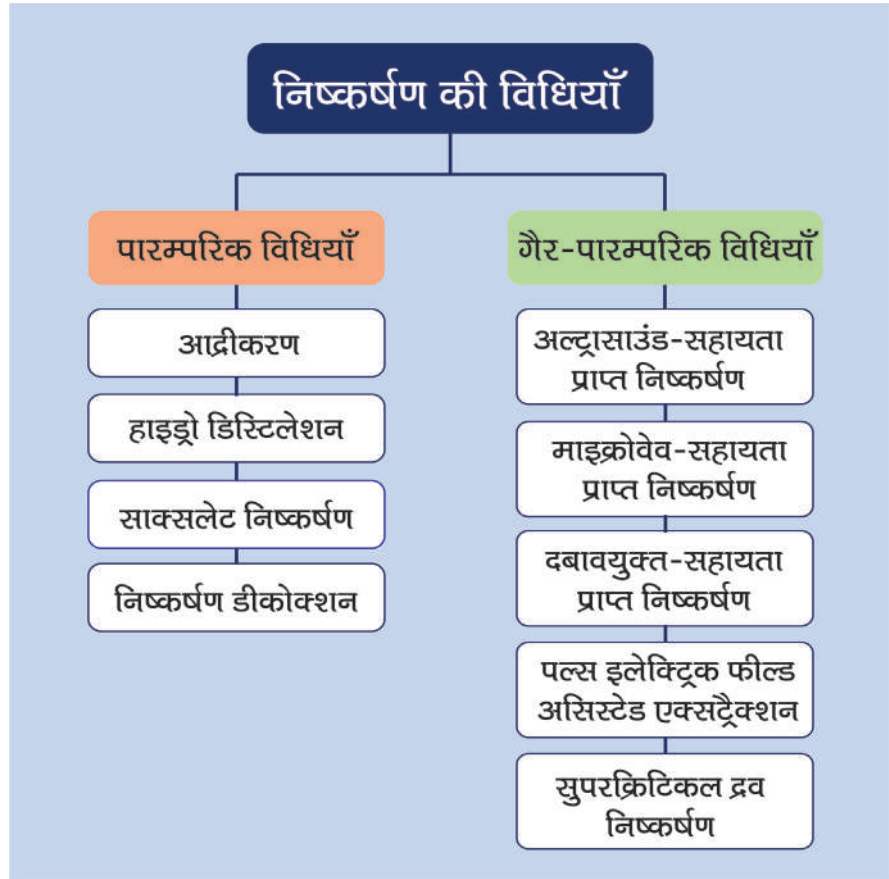 निष्कर्षण की विधियाँ
पारम्परिक विधियाँ
आद्रीकरण
हाइड्रो डिस्टिलेशन
साक्सलेट निष्कर्षण
निष्कर्षण डीकोक्शन
गैर-पारम्परिक विधियाँ
अल्ट्रासाउंड-सहायता
प्राप्त निष्कर्षण
माइक्रोवेव-सहायता
प्राप्त निष्कर्षण
दबावयुक्त-सहायता
प्राप्त निष्कर्षण
पल्स इलेक्ट्रिक फील्ड
असिस्टेड एक्सट्रैक्शन
सुपरक्रिटिकल द्रव
निष्कर्षण